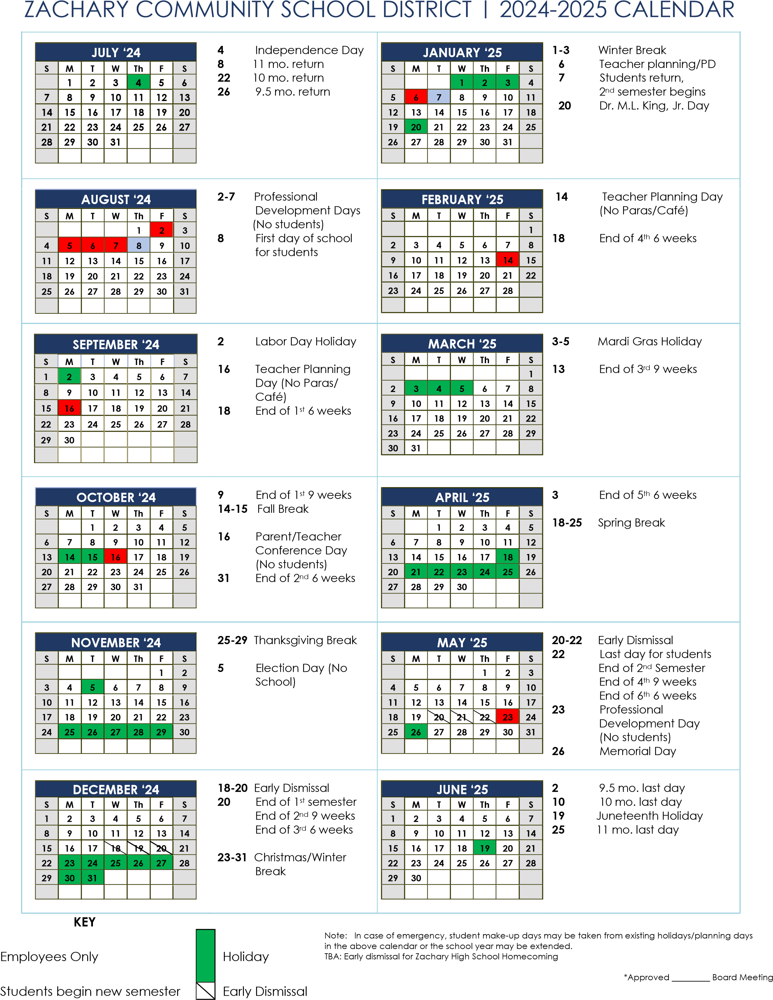 ZACHARY COMMUNITY SCHOOL DISTRICT | 2024-2025 CALENDAR
JULY ‘24
S M T W Th F S
1 2 3 4 5 6
7 8 9 10 11 12 13
14 15 16 17 18 19 20
21 22 23 24 25 26 27
28 29 30 31
4 Independence Day
8 11 mo. return
22 10 mo. return
26 9.5 mo. return
JANUARY ‘25
S M T W Th F S
1 2 3 4
5 6 7 8 9 10 11
12 13 14 15 16 17 18
19 20 21 22 23 24 25
26 27 28 29 30 31
1-3 Winter Break
6 Teacher planning/PD
7 Students return,
2nd semester begins
20 Dr. M.L. King, Jr. Day
AUGUST ‘24
S M T W Th F S
1 2 3
4 5 6 7 8 9 10
11 12 13 14 15 16 17
18 19 20 21 22 23 24
25 26 27 28 29 30 31
2-7 Professional
Development Days
(No students)
8 First day of school
for students
FEBRUARY ‘25
S M T W Th F S
1
2 3 4 5 6 7 8
9 10 11 12 13 14 15
16 17 18 19 20 21 22
23 24 25 26 27 28
14 Teacher Planning Day
(No Paras/Café)
18 End of 4th 6 weeks
SEPTEMBER ‘24
S M T W Th F S
1 2 3 4 5 6 7
8 9 10 11 12 13 14
15 16 17 18 19 20 21
22 23 24 25 26 27 28
29 30
2 Labor Day Holiday
16 Teacher Planning
Day (No Paras/
Café)
18 End of 1st 6 weeks
MARCH ‘25
S M T W Th F S
1
2 3 4 5 6 7 8
9 10 11 12 13 14 15
16 17 18 19 20 21 22
23 24 25 26 27 28 29
30 31
3-5 Mardi Gras Holiday
13 End of 3rd 9 weeks
OCTOBER ‘24
S M T W Th F S
1 2 3 4 5
6 7 8 9 10 11 12
13 14 15 16 17 18 19
20 21 22 23 24 25 26
27 28 29 30 31
9 End of 1st 9 weeks
14-15 Fall Break
16 Parent/Teacher
Conference Day
(No students)
31 End of 2nd 6 weeks
APRIL ‘25
S M T W Th F S
1 2 3 4 5
6 7 8 9 10 11 12
13 14 15 16 17 18 19
20 21 22 23 24 25 26
27 28 29 30
3 End of 5th 6 weeks
18-25 Spring Break
NOVEMBER ‘24
S M T W Th F S
1 2
3 4 5 6 7 8 9
10 11 12 13 14 15 16
17 18 19 20 21 22 23
24 25 26 27 28 29 30
25-29 Thanksgiving Break
5 Election Day (No
School)
MAY ‘25
S M T W Th F S
1 2 3
4 5 6 7 8 9 10
11 12 13 14 15 16 17
18 19 20 21 22 23 24
25 26 27 28 29 30 31
20-22 Early Dismissal
22 Last day for students
End of 2nd Semester
End of 4th 9 weeks
End of 6th 6 weeks
23 Professional
Development Day
(No students)
26 Memorial Day
DECEMBER ‘24
S M T W Th F S
1 2 3 4 5 6 7
8 9 10 11 12 13 14
15 16 17 18 19 20 21
22 23 24 25 26 27 28
29 30 31
18-20 Early Dismissal
20 End of 1st semester
End of 2nd 9 weeks
End of 3rd 6 weeks
23-31 Christmas/Winter
Break
JUNE ‘25
S M T W Th F S
1 2 3 4 5 6 7
8 9 10 11 12 13 14
15 16 17 18 19 20 21
22 23 24 25 26 27 28
29 30
2 9.5 mo. last day
10 10 mo. last day
19 Juneteenth Holiday
25 11 mo. last day
KEY
Employees Only
Holiday
Students begin new semester
Early Dismissal
Note: In case of emergency, student make-up days may be taken from existing holidays/planning days
in the above calendar or the school year may be extended.
TBA: Early dismissal for Zachary High School Homecoming
*Approved ________ Board Meeting